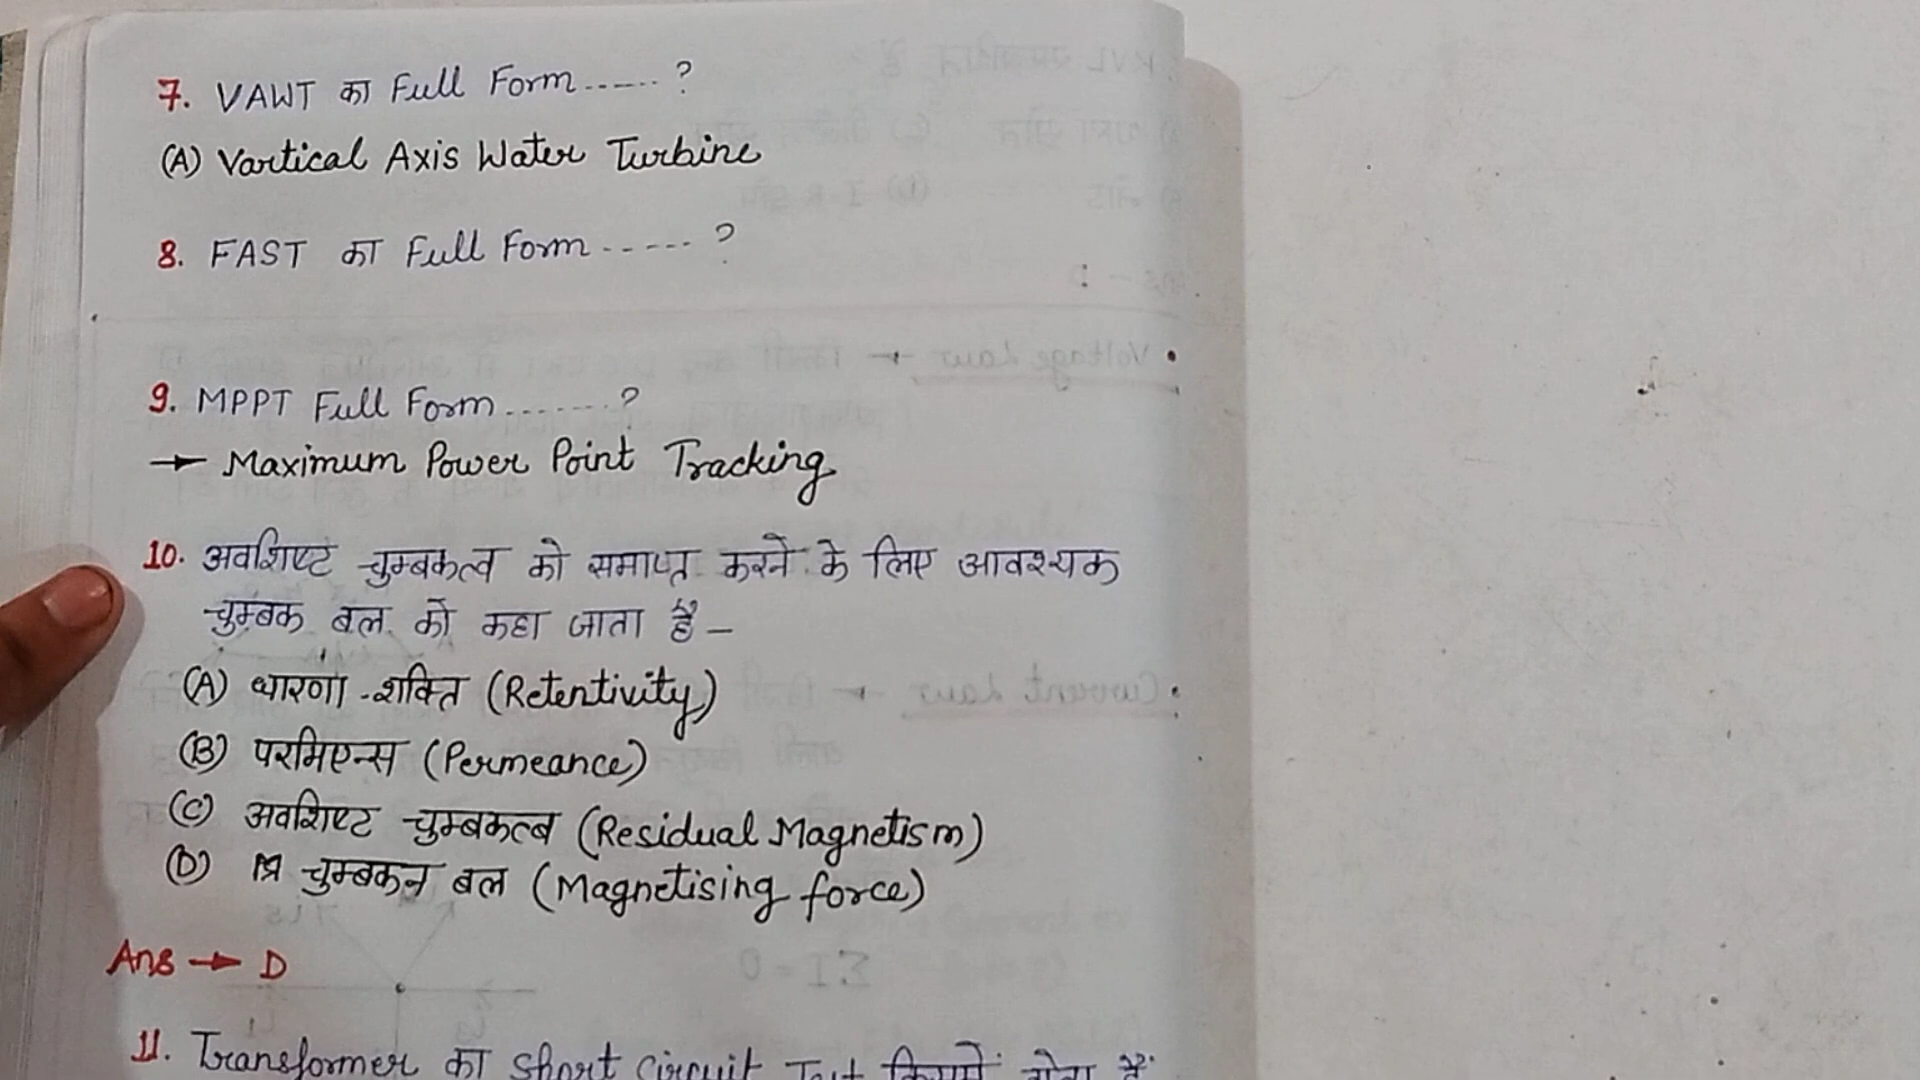 7. VAWT का Full Form ------ ?
(A) Vartical Axis Water Turbine
8. FAST का Full Form ----- ?
9. MPPT Full Form ------- ?
→ Maximum Power Point Tracking
10. अवशिष्ट चुम्बकत्व को समाप्त करने के लिए आवश्यक
चुम्बक बल को कहा जाता है –
(A) धारणा -शक्ति (Retentivity)
(B) परमिएन्स (Permeance)
(C) अवशिष्ट चुम्बकत्ब (Residual Magnetism)
(D) चुम्बकन बल (Magnetising force)
Ans → D
11. Transformer का Short Circuit Test किसमें होता है